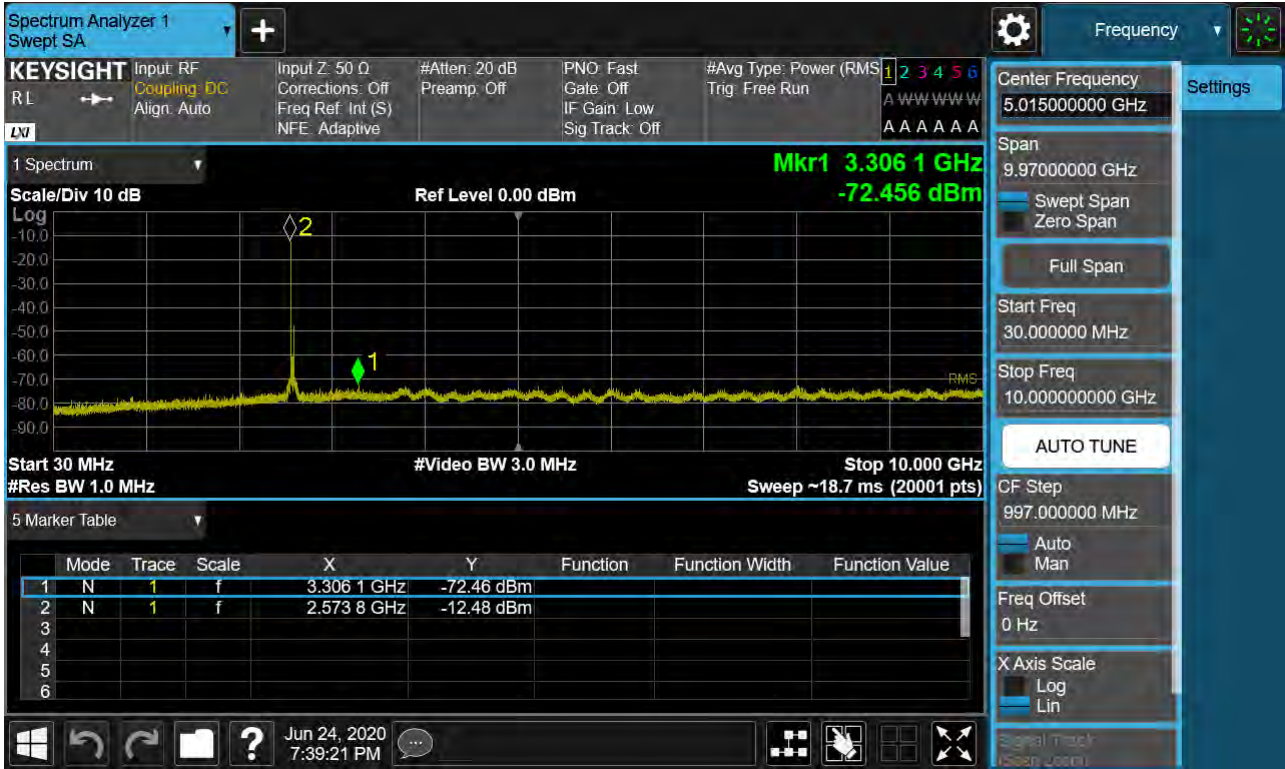 Spectrum Analyzer 1
Swept SA
Frequency
KEYSIGHT
R L
LXI
Input: RF
Coupling: DC
Align: Auto
Input Z: 50 Ω
Corrections: Off
Freq Ref: Int (S)
NFE: Adaptive
#Atten: 20 dB
Preamp: Off
PNO: Fast
Gate: Off
IF Gain: Low
Sig Track: Off
#Avg Type: Power (RMS
Trig: Free Run
1 2 3 4 5 6
A W W W W W
A A A A A A
1 Spectrum
Mkr1 3.306 1 GHz
Scale/Div 10 dB
Ref Level 0.00 dBm
-72.456 dBm
Log
-10.0
-20.0
-30.0
-40.0
-50.0
-60.0
-70.0
-80.0
-90.0
2
1
RMS
Start 30 MHz
#Video BW 3.0 MHz
Stop 10.000 GHz
#Res BW 1.0 MHz
Sweep ~18.7 ms (20001 pts)
5 Marker Table
Mode Trace Scale X Y Function Function Width Function Value
1 N 1 f 3.306 1 GHz -72.46 dBm
2 N 1 f 2.573 8 GHz -12.48 dBm
3
4
5
6
?
Jun 24, 2020
7:39:21 PM
Center Frequency
5.015000000 GHz
Settings
Span
9.97000000 GHz
Swept Span
Zero Span
Full Span
Start Freq
30.000000 MHz
Stop Freq
10.000000000 GHz
AUTO TUNE
CF Step
997.000000 MHz
Auto
Man
Freq Offset
0 Hz
X Axis Scale
Log
Lin
Signal Track
(Span Zoom)